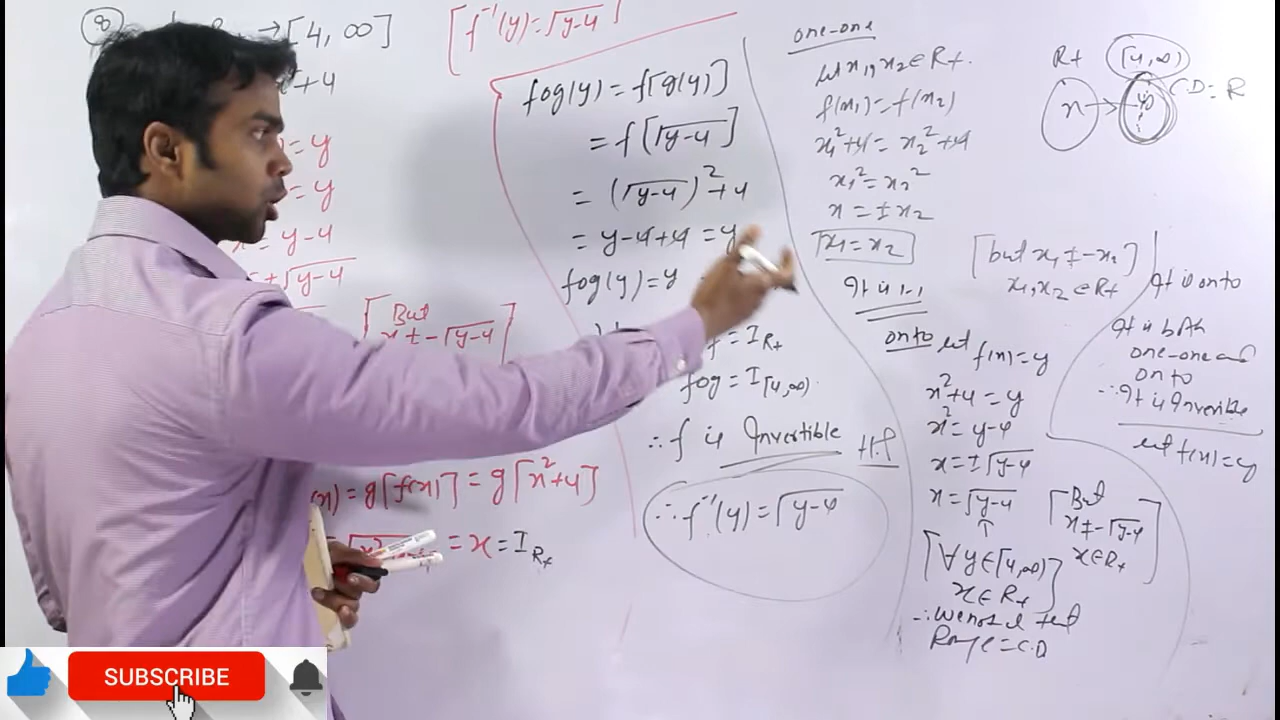 →[4, ∞]
[f⁻¹(y)=√y-4]
+4
= y
= y
= y-4
± √y-4
[But
x ≠ -√y-4]
(x) = g[f(x)] = g[x²+4]
= x = I_R+
fog(y) = f[g(y)]
= f[√y-4]
= (√y-4)²+4
= y-4+4 = y
fog(y) = y
= I_R+
fog = I[4,∞).
∴ f is Invertible H.P
∴ f⁻¹(y) = √y-4
one-one
let x₁, x₂ ∈ R+.
f(x₁) = f(x₂)
x₁²+4 = x₂²+4
x₁² = x₂²
x = ± x₂
x₁ = x₂
[but x₁ ≠ -x₂]
x₁, x₂ ∈ R+
It is 1,1
onto let f(x) = y
x²+4 = y
x² = y-4
x = ± √y-4
x = √y-4
[But
x ≠ -√y-4
x ∈ R+]
[∀ y ∈ [4,∞)
x ∈ R+]
Range = C.D
R+ [4,∞)
CD = R
x
It is onto
It is both
one-one and
onto
∴ It is Invertible
let f(x) = y
SUBSCRIBE